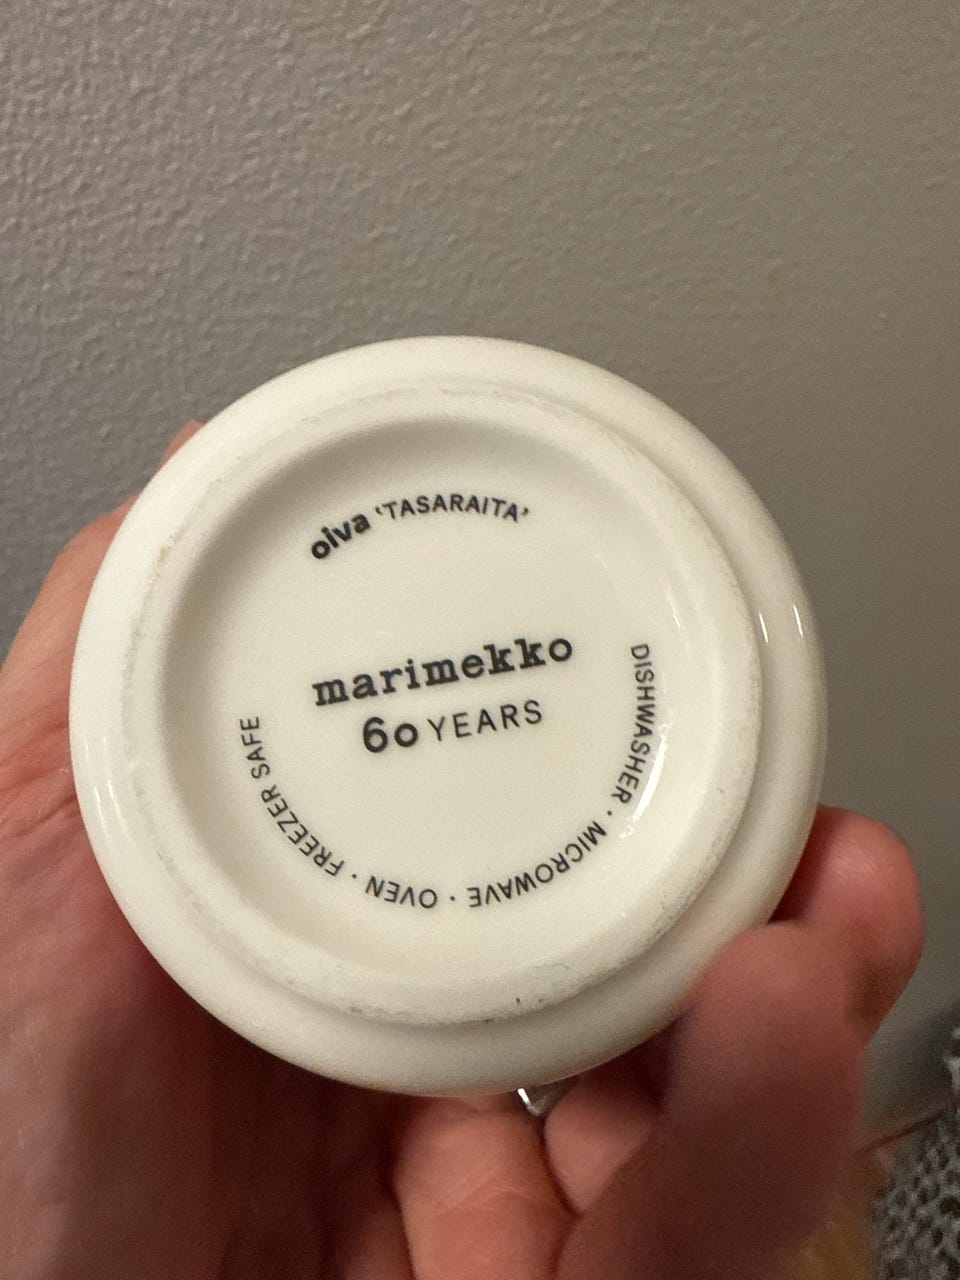 oiva ‘TASARAITA’
marimekko
60 YEARS
DISHWASHER · MICROWAVE · OVEN · FREEZER SAFE